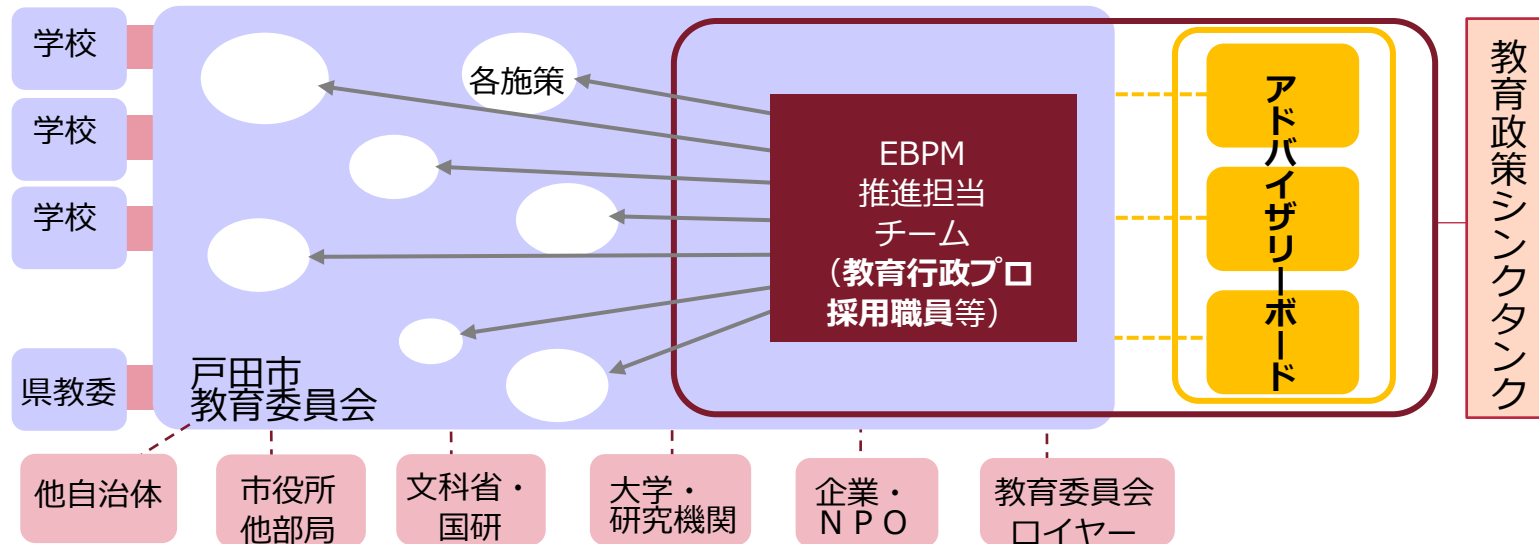 学校
学校
学校
県教委
各施策
戸田市
教育委員会
EBPM
推進担当
チーム
（教育行政プロ
採用職員等）
アドバイザリーボード
教育政策シンクタンク
他自治体
市役所
他部局
文科省・
国研
大学・
研究機関
企業・
ＮＰＯ
教育委員会
ロイヤー